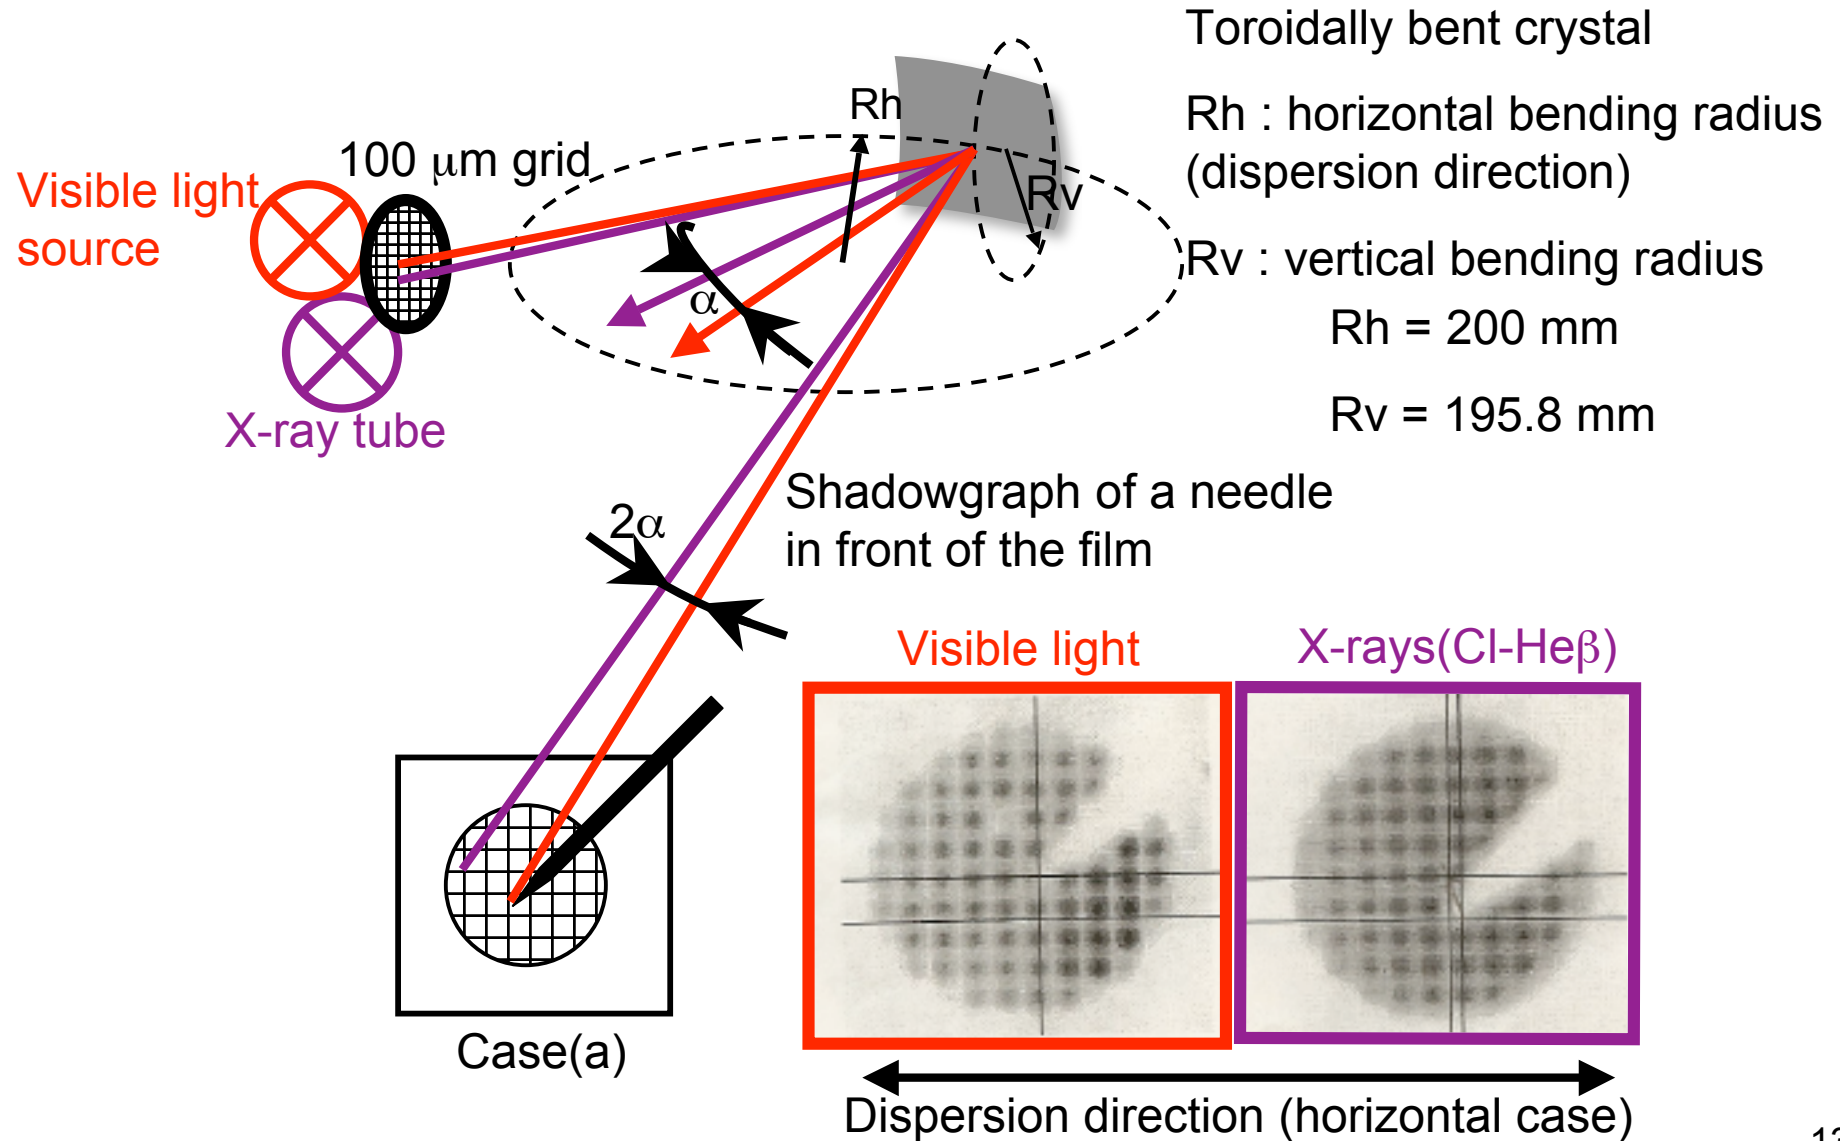 Toroidally bent crystal
Rh : horizontal bending radius
(dispersion direction)
Rv : vertical bending radius
Rh = 200 mm
Rv = 195.8 mm
Rh
Rv
100 μm grid
Visible light
source
X-ray tube
α
2α
Shadowgraph of a needle
in front of the film
Visible light
X-rays(Cl-Heβ)
Case(a)
Dispersion direction (horizontal case)